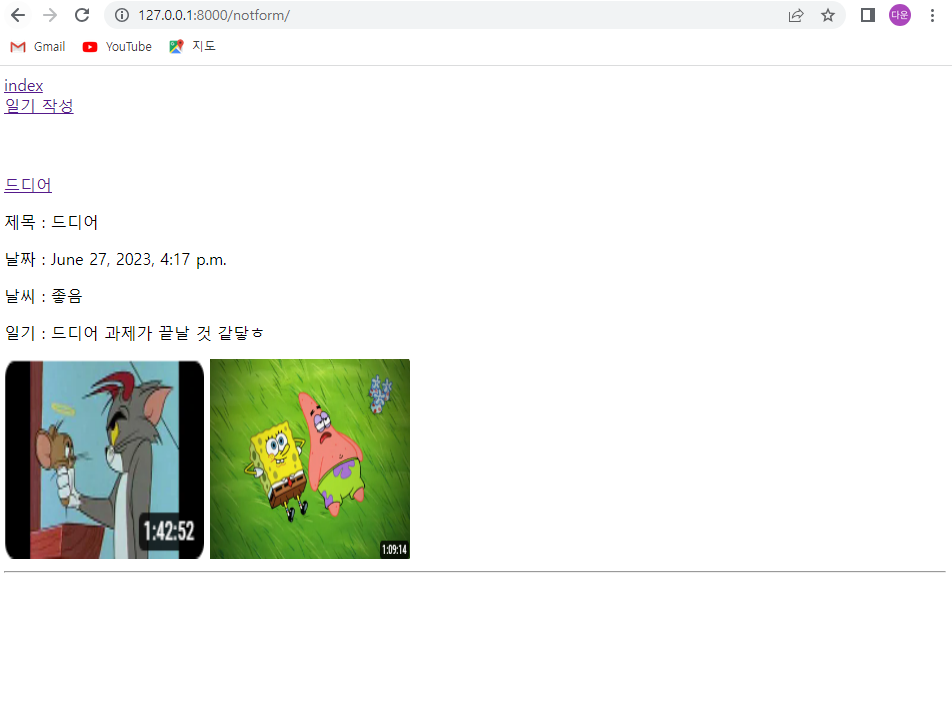 127.0.0.1:8000/notform/
다운
Gmail
YouTube
지도
index
일기 작성
드디어
제목 : 드디어
날짜 : June 27, 2023, 4:17 p.m.
날씨 : 좋음
일기 : 드디어 과제가 끝날 것 같닿ㅎ
1:42:52
1:09:14